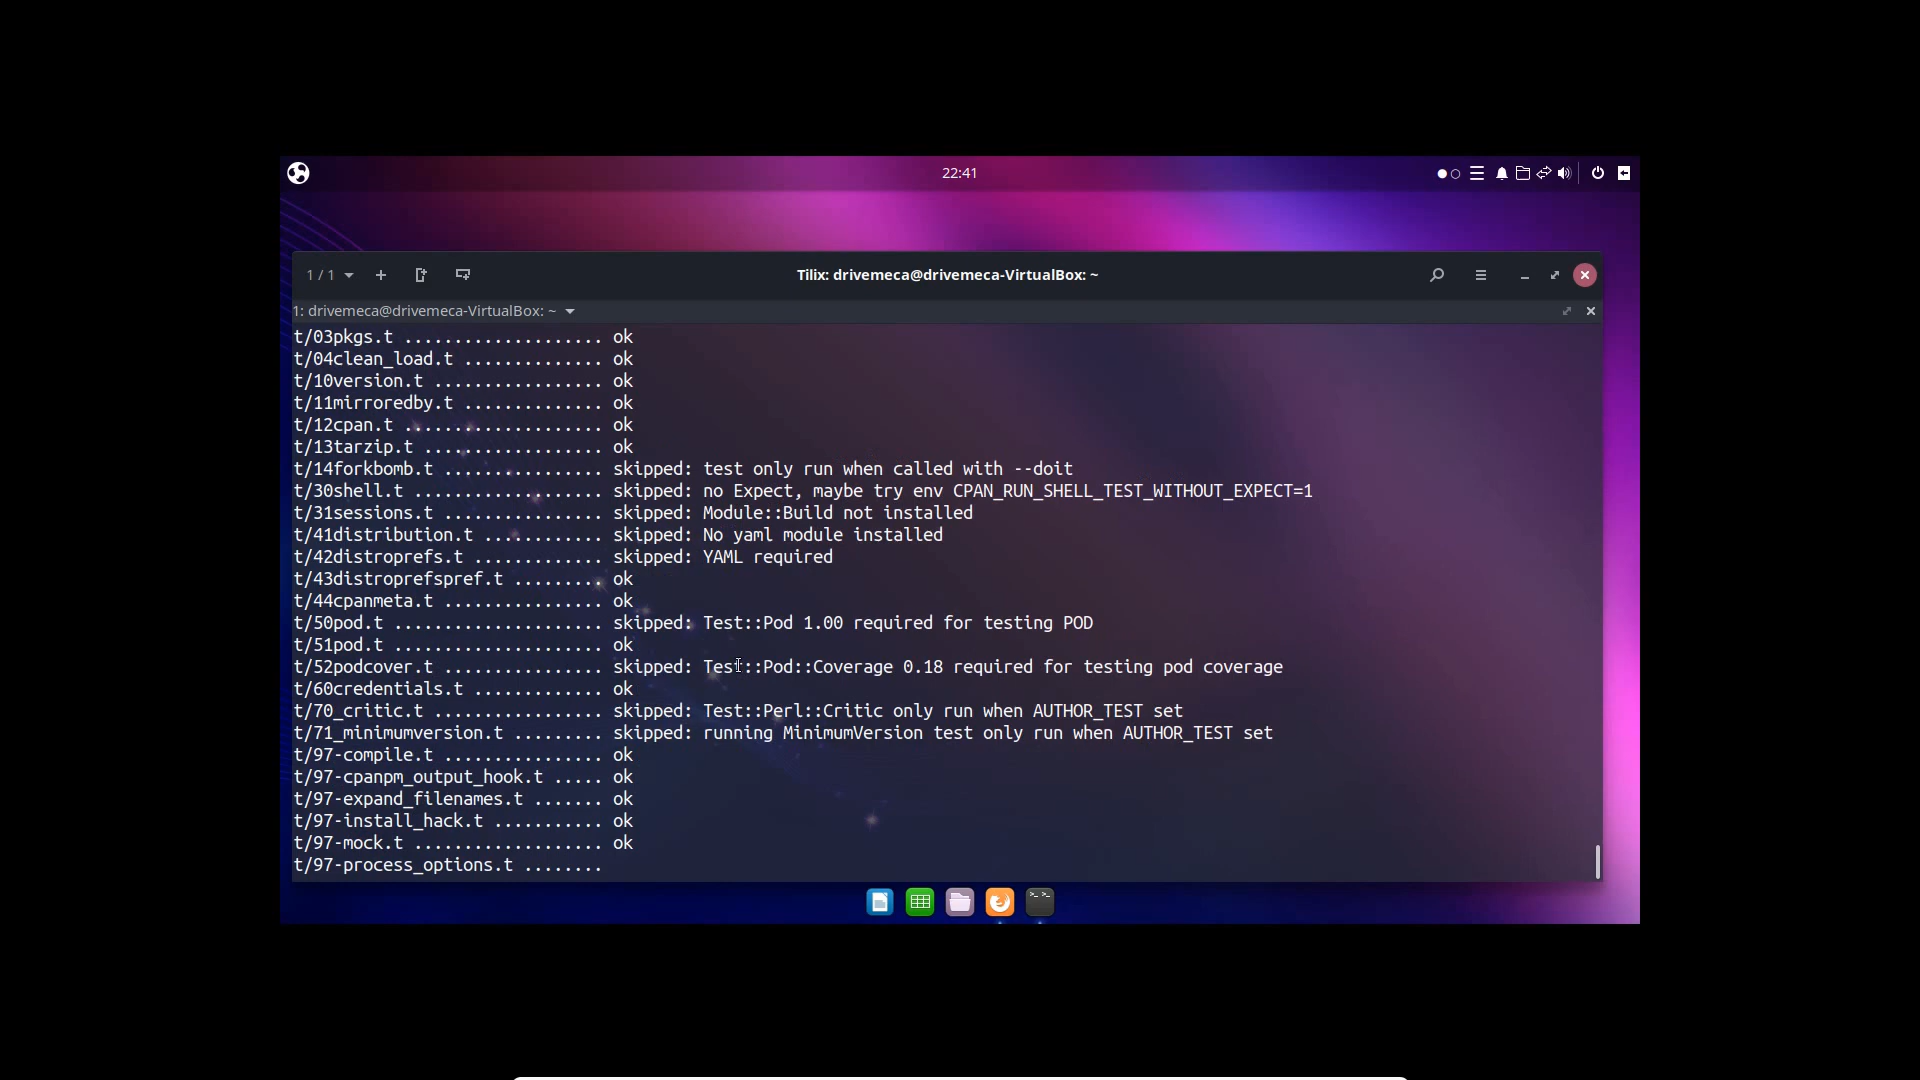 22:41
1 / 1
Tilix: drivemeca@drivemeca-VirtualBox: ~
1: drivemeca@drivemeca-VirtualBox: ~
t/03pkgs.t .................... ok
t/04clean_load.t .............. ok
t/10version.t ................. ok
t/11mirroredby.t .............. ok
t/12cpan.t .................... ok
t/13tarzip.t .................. ok
t/14forkbomb.t ................ skipped: test only run when called with --doit
t/30shell.t ................... skipped: no Expect, maybe try env CPAN_RUN_SHELL_TEST_WITHOUT_EXPECT=1
t/31sessions.t ................ skipped: Module::Build not installed
t/41distribution.t ............ skipped: No yaml module installed
t/42distroprefs.t ............. skipped: YAML required
t/43distroprefspref.t ......... ok
t/44cpanmeta.t ................ ok
t/50pod.t ..................... skipped: Test::Pod 1.00 required for testing POD
t/51pod.t ..................... ok
t/52podcover.t ................ skipped: Test::Pod::Coverage 0.18 required for testing pod coverage
t/60credentials.t ............. ok
t/70_critic.t ................. skipped: Test::Perl::Critic only run when AUTHOR_TEST set
t/71_minimumversion.t ......... skipped: running MinimumVersion test only run when AUTHOR_TEST set
t/97-compile.t ................ ok
t/97-cpanpm_output_hook.t ..... ok
t/97-expand_filenames.t ....... ok
t/97-install_hack.t ........... ok
t/97-mock.t ................... ok
t/97-process_options.t ........